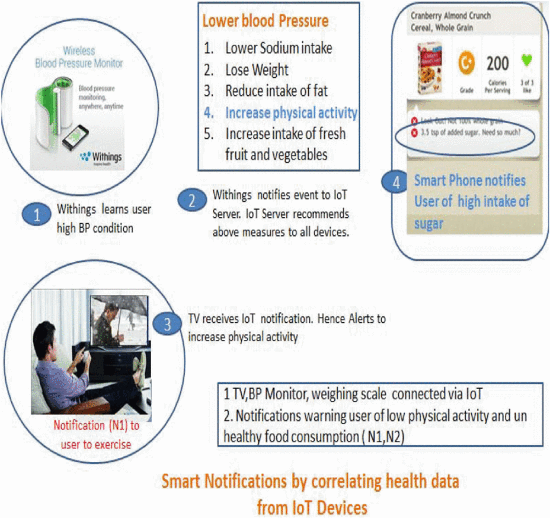 Wireless
Blood Pressure Monitor
Blood pressure
monitoring,
anywhere, anytime
Withings
1 Withings learns user
high BP condition
Lower blood Pressure
1. Lower Sodium intake
2. Lose Weight
3. Reduce intake of fat
4. Increase physical activity
5. Increase intake of fresh
fruit and vegetables
2 Withings notifies event to IoT
Server. IoT Server recommends
above measures to all devices.
Cranberry Almond Crunch
Cereal, Whole Grain
C+
Grade
200
Calories
Per Serving
3 of 3
like
Not 100% whole grain
3.5 tsp of added sugar. Need so much?
4 Smart Phone notifies
User of high intake of
sugar
3 TV receives IoT notification. Hence Alerts to
increase physical activity
Notification (N1) to
user to exercise
1 TV,BP Monitor, weighing scale connected via IoT
2. Notifications warning user of low physical activity and un
healthy food consumption ( N1,N2)
Smart Notifications by correlating health data
from IoT Devices